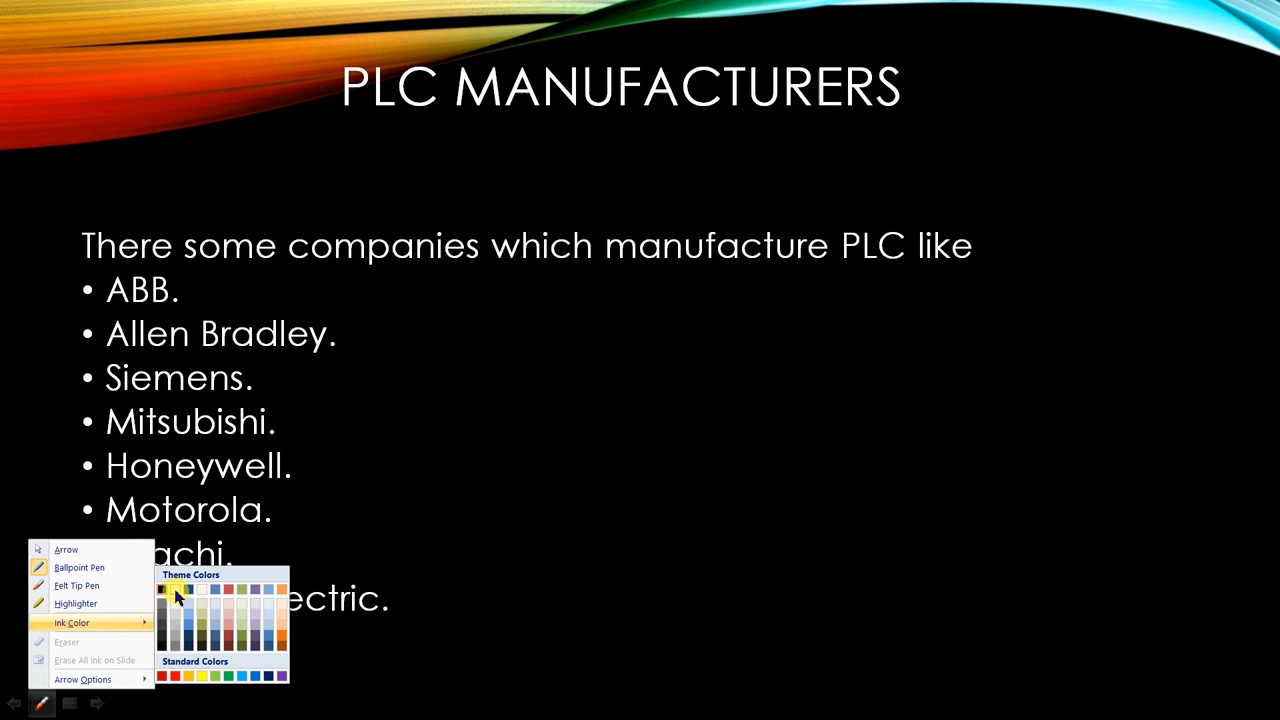 PLC MANUFACTURERS
There some companies which manufacture PLC like
• ABB.
• Allen Bradley.
• Siemens.
• Mitsubishi.
• Honeywell.
• Motorola.
Arrow
Ballpoint Pen
Felt Tip Pen
Highlighter
Ink Color
Eraser
Erase All Ink on Slide
Arrow Options
Theme Colors
Standard Colors